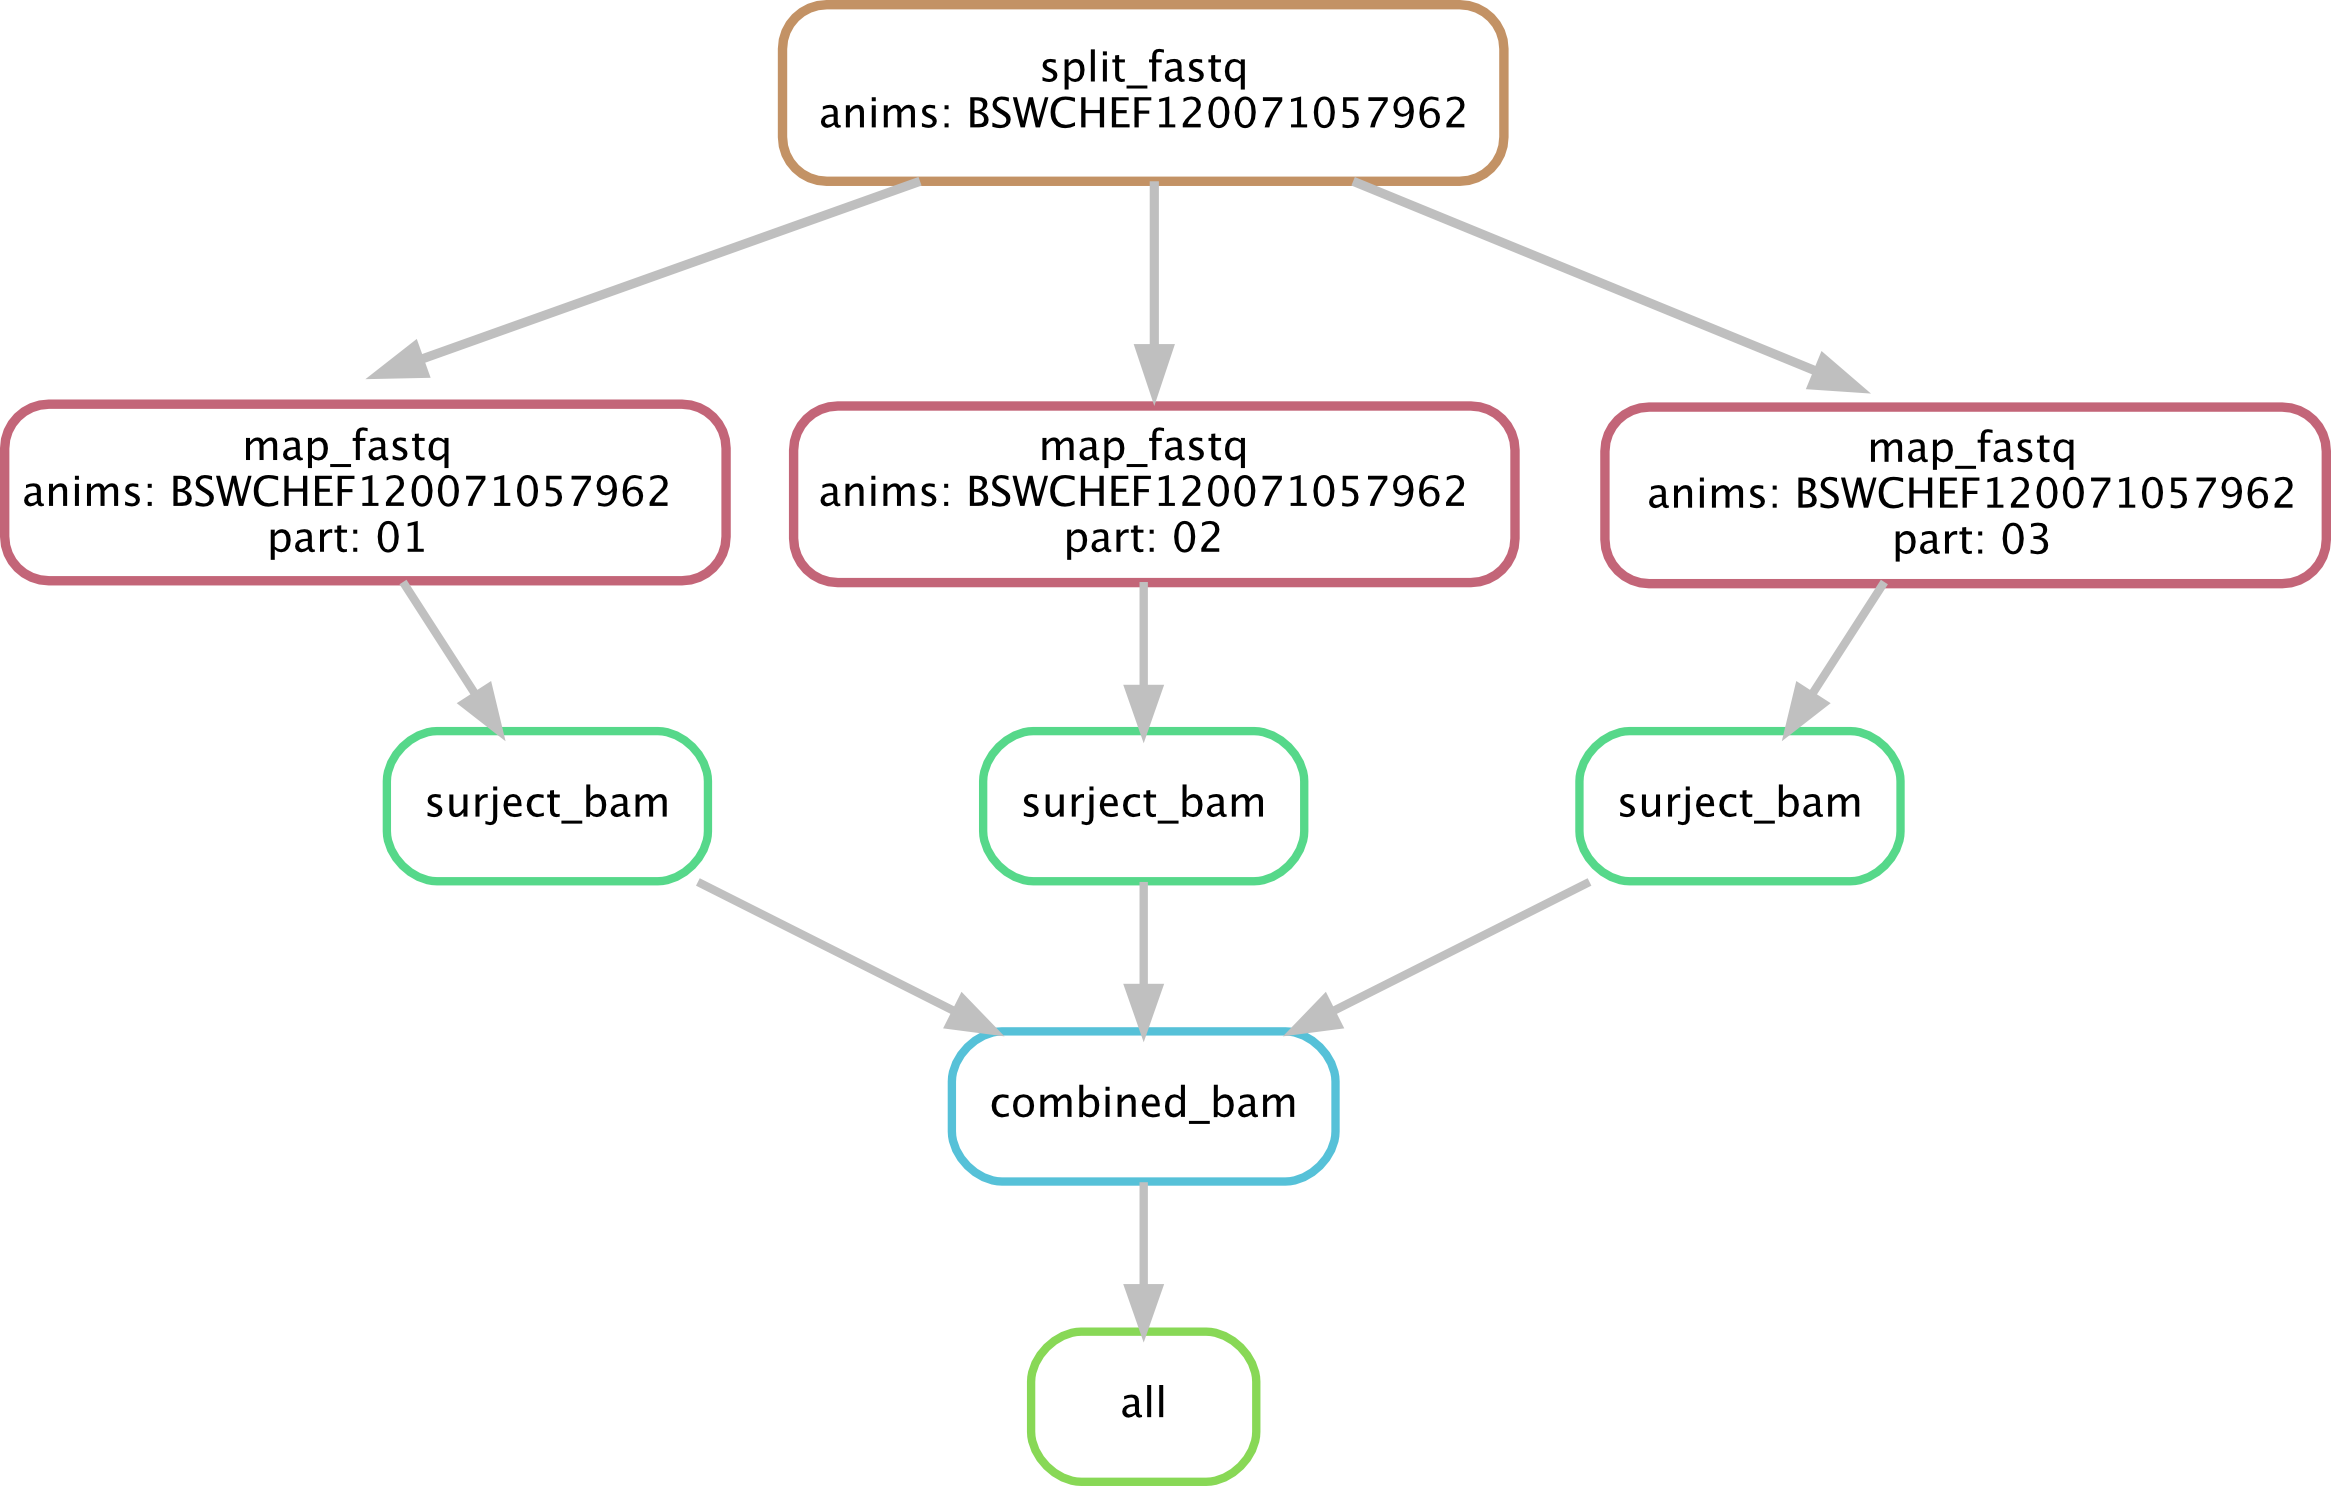 split_fastq
anims: BSWCHEF120071057962
map_fastq
anims: BSWCHEF120071057962
part: 01
map_fastq
anims: BSWCHEF120071057962
part: 02
map_fastq
anims: BSWCHEF120071057962
part: 03
surject_bam
surject_bam
surject_bam
combined_bam
all